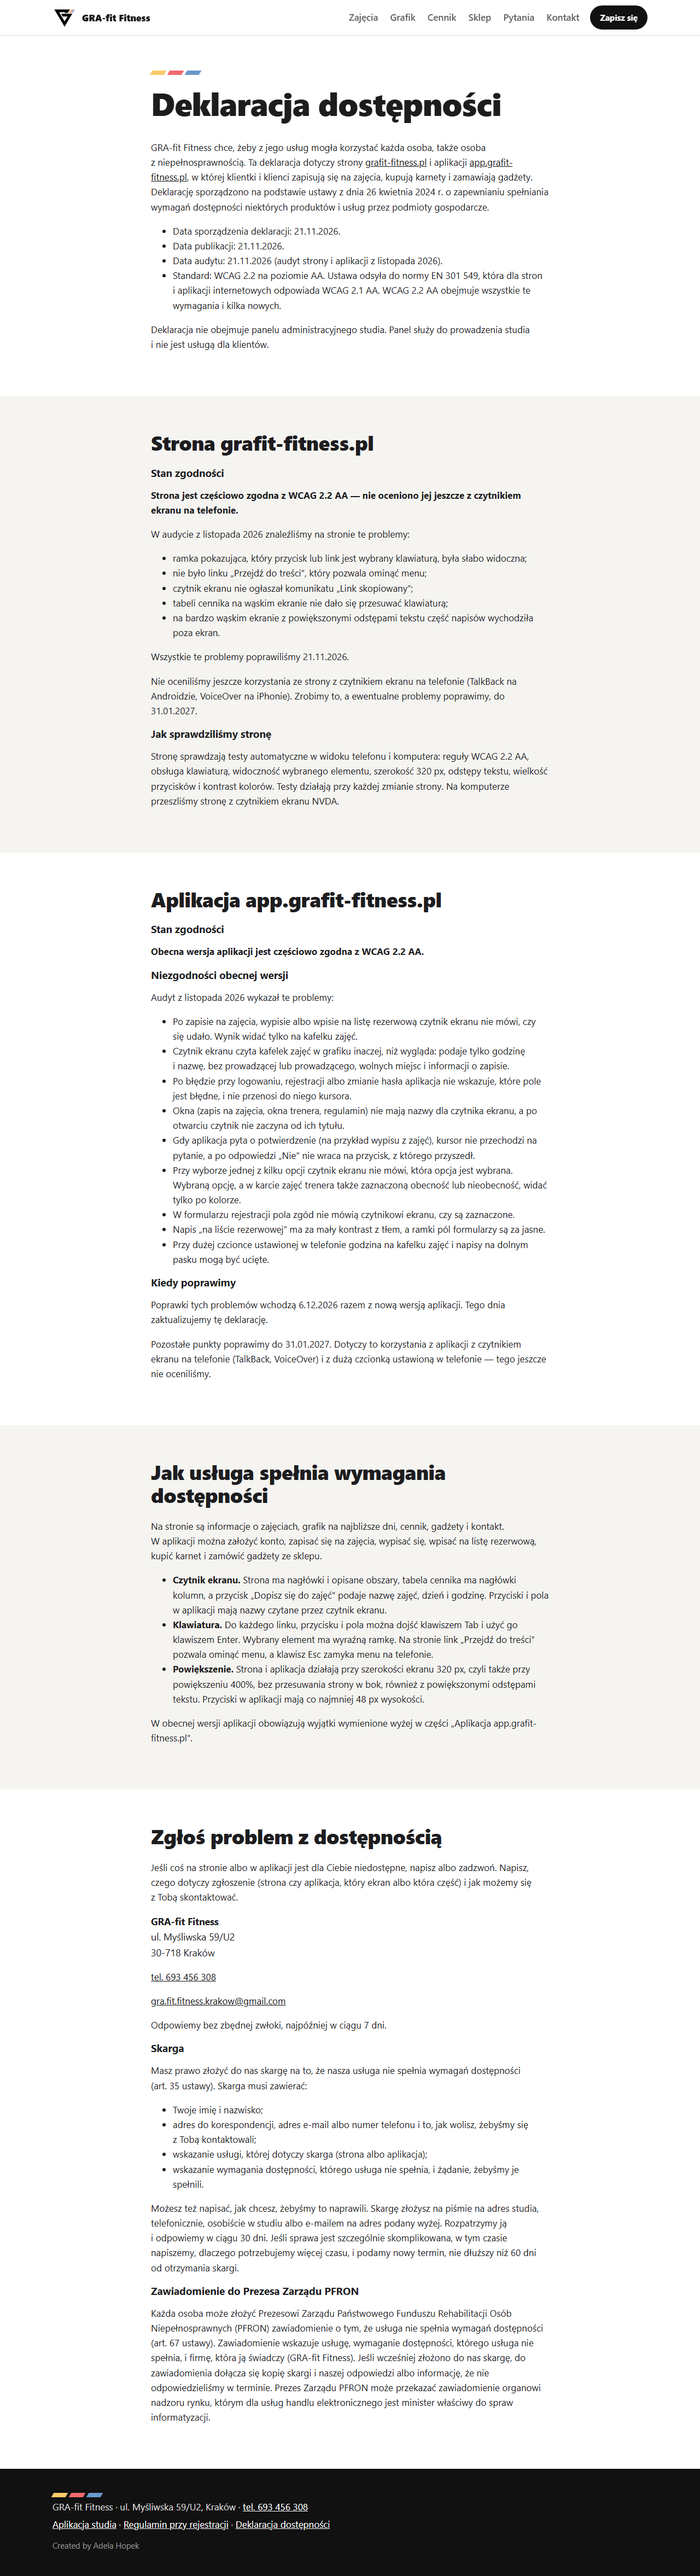 GRA-fit Fitness
Zajęcia Grafik Cennik Sklep Pytania Kontakt Zapisz się
Deklaracja dostępności
GRA-fit Fitness chce, żeby z jego usług mogła korzystać każda osoba, także osoba
z niepełnosprawnością. Ta deklaracja dotyczy strony grafit-fitness.pl i aplikacji app.grafit-
fitness.pl, w której klientki i klienci zapisują się na zajęcia, kupują karnety i zamawiają gadżety.
Deklarację sporządzono na podstawie ustawy z dnia 26 kwietnia 2024 r. o zapewnianiu spełniania
wymagań dostępności niektórych produktów i usług przez podmioty gospodarcze.
• Data sporządzenia deklaracji: 21.11.2026.
• Data publikacji: 21.11.2026.
• Data audytu: 21.11.2026 (audyt strony i aplikacji z listopada 2026).
• Standard: WCAG 2.2 na poziomie AA. Ustawa odsyła do normy EN 301 549, która dla stron
i aplikacji internetowych odpowiada WCAG 2.1 AA. WCAG 2.2 AA obejmuje wszystkie te
wymagania i kilka nowych.
Deklaracja nie obejmuje panelu administracyjnego studia. Panel służy do prowadzenia studia
i nie jest usługą dla klientów.
Strona grafit-fitness.pl
Stan zgodności
Strona jest częściowo zgodna z WCAG 2.2 AA — nie oceniono jej jeszcze z czytnikiem
ekranu na telefonie.
W audycie z listopada 2026 znaleźliśmy na stronie te problemy:
• ramka pokazująca, który przycisk lub link jest wybrany klawiaturą, była słabo widoczna;
• nie było linku „Przejdź do treści”, który pozwala ominąć menu;
• czytnik ekranu nie ogłaszał komunikatu „Link skopiowany”;
• tabeli cennika na wąskim ekranie nie dało się przesuwać klawiaturą;
• na bardzo wąskim ekranie z powiększonymi odstępami tekstu część napisów wychodziła
poza ekran.
Wszystkie te problemy poprawiliśmy 21.11.2026.
Nie oceniliśmy jeszcze korzystania ze strony z czytnikiem ekranu na telefonie (TalkBack na
Androidzie, VoiceOver na iPhonie). Zrobimy to, a ewentualne problemy poprawimy, do
31.01.2027.
Jak sprawdziliśmy stronę
Stronę sprawdzają testy automatyczne w widoku telefonu i komputera: reguły WCAG 2.2 AA,
obsługa klawiaturą, widoczność wybranego elementu, szerokość 320 px, odstępy tekstu, wielkość
przycisków i kontrast kolorów. Testy działają przy każdej zmianie strony. Na komputerze
przeszliśmy stronę z czytnikiem ekranu NVDA.
Aplikacja app.grafit-fitness.pl
Stan zgodności
Obecna wersja aplikacji jest częściowo zgodna z WCAG 2.2 AA.
Niezgodności obecnej wersji
Audyt z listopada 2026 wykazał te problemy:
• Po zapisie na zajęcia, wypisie albo wpisie na listę rezerwową czytnik ekranu nie mówi, czy
się udało. Wynik widać tylko na kafelku zajęć.
• Czytnik ekranu czyta kafelek zajęć w grafiku inaczej, niż wygląda: podaje tylko godzinę
i nazwę, bez prowadzącej lub prowadzącego, wolnych miejsc i informacji o zapisie.
• Po błędzie przy logowaniu, rejestracji albo zmianie hasła aplikacja nie wskazuje, które pole
jest błędne, i nie przenosi do niego kursora.
• Okna (zapis na zajęcia, okna trenera, regulamin) nie mają nazwy dla czytnika ekranu, a po
otwarciu czytnik nie zaczyna od ich tytułu.
• Gdy aplikacja pyta o potwierdzenie (na przykład wypisu z zajęć), kursor nie przechodzi na
pytanie, a po odpowiedzi „Nie” nie wraca na przycisk, z którego przyszedł.
• Przy wyborze jednej z kilku opcji czytnik ekranu nie mówi, która opcja jest wybrana.
Wybraną opcję, a w karcie zajęć trenera także zaznaczoną obecność lub nieobecność, widać
tylko po kolorze.
• W formularzu rejestracji pola zgód nie mówią czytnikowi ekranu, czy są zaznaczone.
• Napis „na liście rezerwowej” ma za mały kontrast z tłem, a ramki pól formularzy są za jasne.
• Przy dużej czcionce ustawionej w telefonie godzina na kafelku zajęć i napisy na dolnym
pasku mogą być ucięte.
Kiedy poprawimy
Poprawki tych problemów wchodzą 6.12.2026 razem z nową wersją aplikacji. Tego dnia
zaktualizujemy tę deklarację.
Pozostałe punkty poprawimy do 31.01.2027. Dotyczy to korzystania z aplikacji z czytnikiem
ekranu na telefonie (TalkBack, VoiceOver) i z dużą czcionką ustawioną w telefonie — tego jeszcze
nie oceniliśmy.
Jak usługa spełnia wymagania
dostępności
Na stronie są informacje o zajęciach, grafik na najbliższe dni, cennik, gadżety i kontakt.
W aplikacji można założyć konto, zapisać się na zajęcia, wypisać się, wpisać na listę rezerwową,
kupić karnet i zamówić gadżety ze sklepu.
• Czytnik ekranu. Strona ma nagłówki i opisane obszary, tabela cennika ma nagłówki
kolumn, a przycisk „Dopisz się do zajęć” podaje nazwę zajęć, dzień i godzinę. Przyciski i pola
w aplikacji mają nazwy czytane przez czytnik ekranu.
• Klawiatura. Do każdego linku, przycisku i pola można dojść klawiszem Tab i użyć go
klawiszem Enter. Wybrany element ma wyraźną ramkę. Na stronie link „Przejdź do treści”
pozwala ominąć menu, a klawisz Esc zamyka menu na telefonie.
• Powiększenie. Strona i aplikacja działają przy szerokości ekranu 320 px, czyli także przy
powiększeniu 400%, bez przesuwania strony w bok, również z powiększonymi odstępami
tekstu. Przyciski w aplikacji mają co najmniej 48 px wysokości.
W obecnej wersji aplikacji obowiązują wyjątki wymienione wyżej w części „Aplikacja app.grafit-
fitness.pl”.
Zgłoś problem z dostępnością
Jeśli coś na stronie albo w aplikacji jest dla Ciebie niedostępne, napisz albo zadzwoń. Napisz,
czego dotyczy zgłoszenie (strona czy aplikacja, który ekran albo która część) i jak możemy się
z Tobą skontaktować.
GRA-fit Fitness
ul. Myśliwska 59/U2
30-718 Kraków
tel. 693 456 308
gra.fit.fitness.krakow@gmail.com
Odpowiemy bez zbędnej zwłoki, najpóźniej w ciągu 7 dni.
Skarga
Masz prawo złożyć do nas skargę na to, że nasza usługa nie spełnia wymagań dostępności
(art. 35 ustawy). Skarga musi zawierać:
• Twoje imię i nazwisko;
• adres do korespondencji, adres e-mail albo numer telefonu i to, jak wolisz, żebyśmy się
z Tobą kontaktowali;
• wskazanie usługi, której dotyczy skarga (strona albo aplikacja);
• wskazanie wymagania dostępności, którego usługa nie spełnia, i żądanie, żebyśmy je
spełnili.
Możesz też napisać, jak chcesz, żebyśmy to naprawili. Skargę złożysz na piśmie na adres studia,
telefonicznie, osobiście w studiu albo e-mailem na adres podany wyżej. Rozpatrzymy ją
i odpowiemy w ciągu 30 dni. Jeśli sprawa jest szczególnie skomplikowana, w tym czasie
napiszemy, dlaczego potrzebujemy więcej czasu, i podamy nowy termin, nie dłuższy niż 60 dni
od otrzymania skargi.
Zawiadomienie do Prezesa Zarządu PFRON
Każda osoba może złożyć Prezesowi Zarządu Państwowego Funduszu Rehabilitacji Osób
Niepełnosprawnych (PFRON) zawiadomienie o tym, że usługa nie spełnia wymagań dostępności
(art. 67 ustawy). Zawiadomienie wskazuje usługę, wymaganie dostępności, którego usługa nie
spełnia, i firmę, która ją świadczy (GRA-fit Fitness). Jeśli wcześniej złożono do nas skargę, do
zawiadomienia dołącza się kopię skargi i naszej odpowiedzi albo informację, że nie
odpowiedzieliśmy w terminie. Prezes Zarządu PFRON może przekazać zawiadomienie organowi
nadzoru rynku, którym dla usług handlu elektronicznego jest minister właściwy do spraw
informatyzacji.
GRA-fit Fitness · ul. Myśliwska 59/U2, Kraków · tel. 693 456 308
Aplikacja studia · Regulamin przy rejestracji · Deklaracja dostępności
Created by Adela Hopek